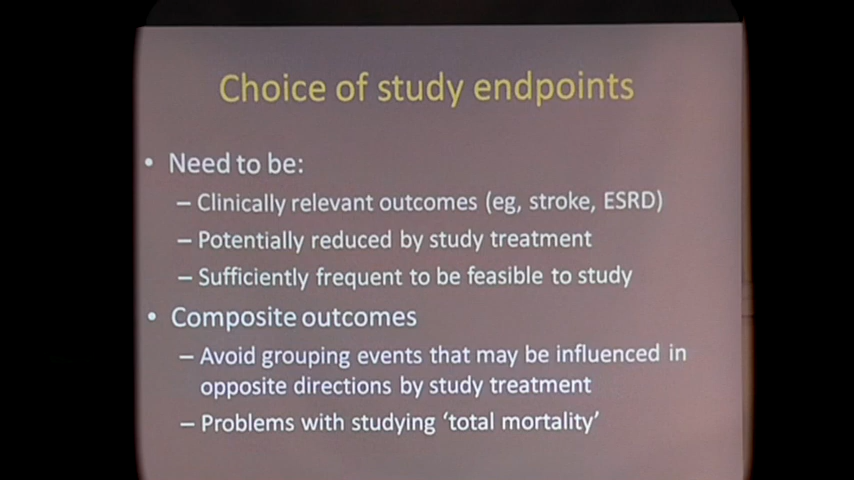 Choice of study endpoints
• Need to be:
– Clinically relevant outcomes (eg, stroke, ESRD)
– Potentially reduced by study treatment
– Sufficiently frequent to be feasible to study
• Composite outcomes
– Avoid grouping events that may be influenced in
opposite directions by study treatment
– Problems with studying ‘total mortality’